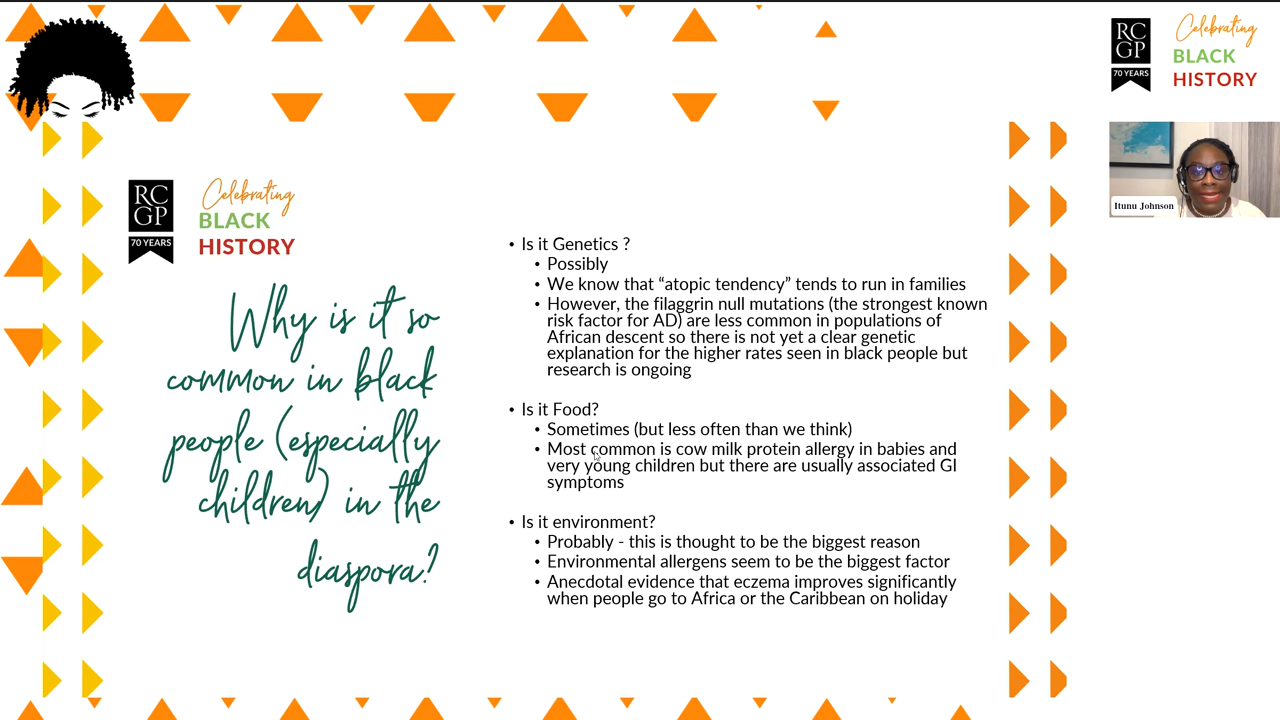 RC
GP
70 YEARS
Celebrating
BLACK
HISTORY
Itunu Johnson
RC
GP
70 YEARS
Celebrating
BLACK
HISTORY
Why is it so
common in black
people (especially
children) in the
diaspora?
• Is it Genetics ?
• Possibly
• We know that “atopic tendency” tends to run in families
• However, the filaggrin null mutations (the strongest known
risk factor for AD) are less common in populations of
African descent so there is not yet a clear genetic
explanation for the higher rates seen in black people but
research is ongoing
• Is it Food?
• Sometimes (but less often than we think)
• Most common is cow milk protein allergy in babies and
very young children but there are usually associated GI
symptoms
• Is it environment?
• Probably - this is thought to be the biggest reason
• Environmental allergens seem to be the biggest factor
• Anecdotal evidence that eczema improves significantly
when people go to Africa or the Caribbean on holiday